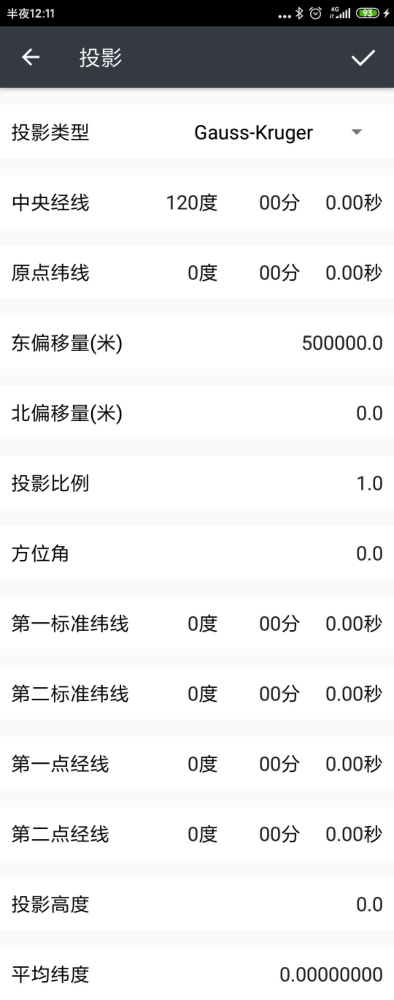 半夜12:11
4G
93
投影
投影类型 Gauss-Kruger
中央经线 120度 00分 0.00秒
原点纬线 0度 00分 0.00秒
东偏移量(米) 500000.0
北偏移量(米) 0.0
投影比例 1.0
方位角 0.0
第一标准纬线 0度 00分 0.00秒
第二标准纬线 0度 00分 0.00秒
第一点经线 0度 00分 0.00秒
第二点经线 0度 00分 0.00秒
投影高度 0.0
平均纬度 0.00000000